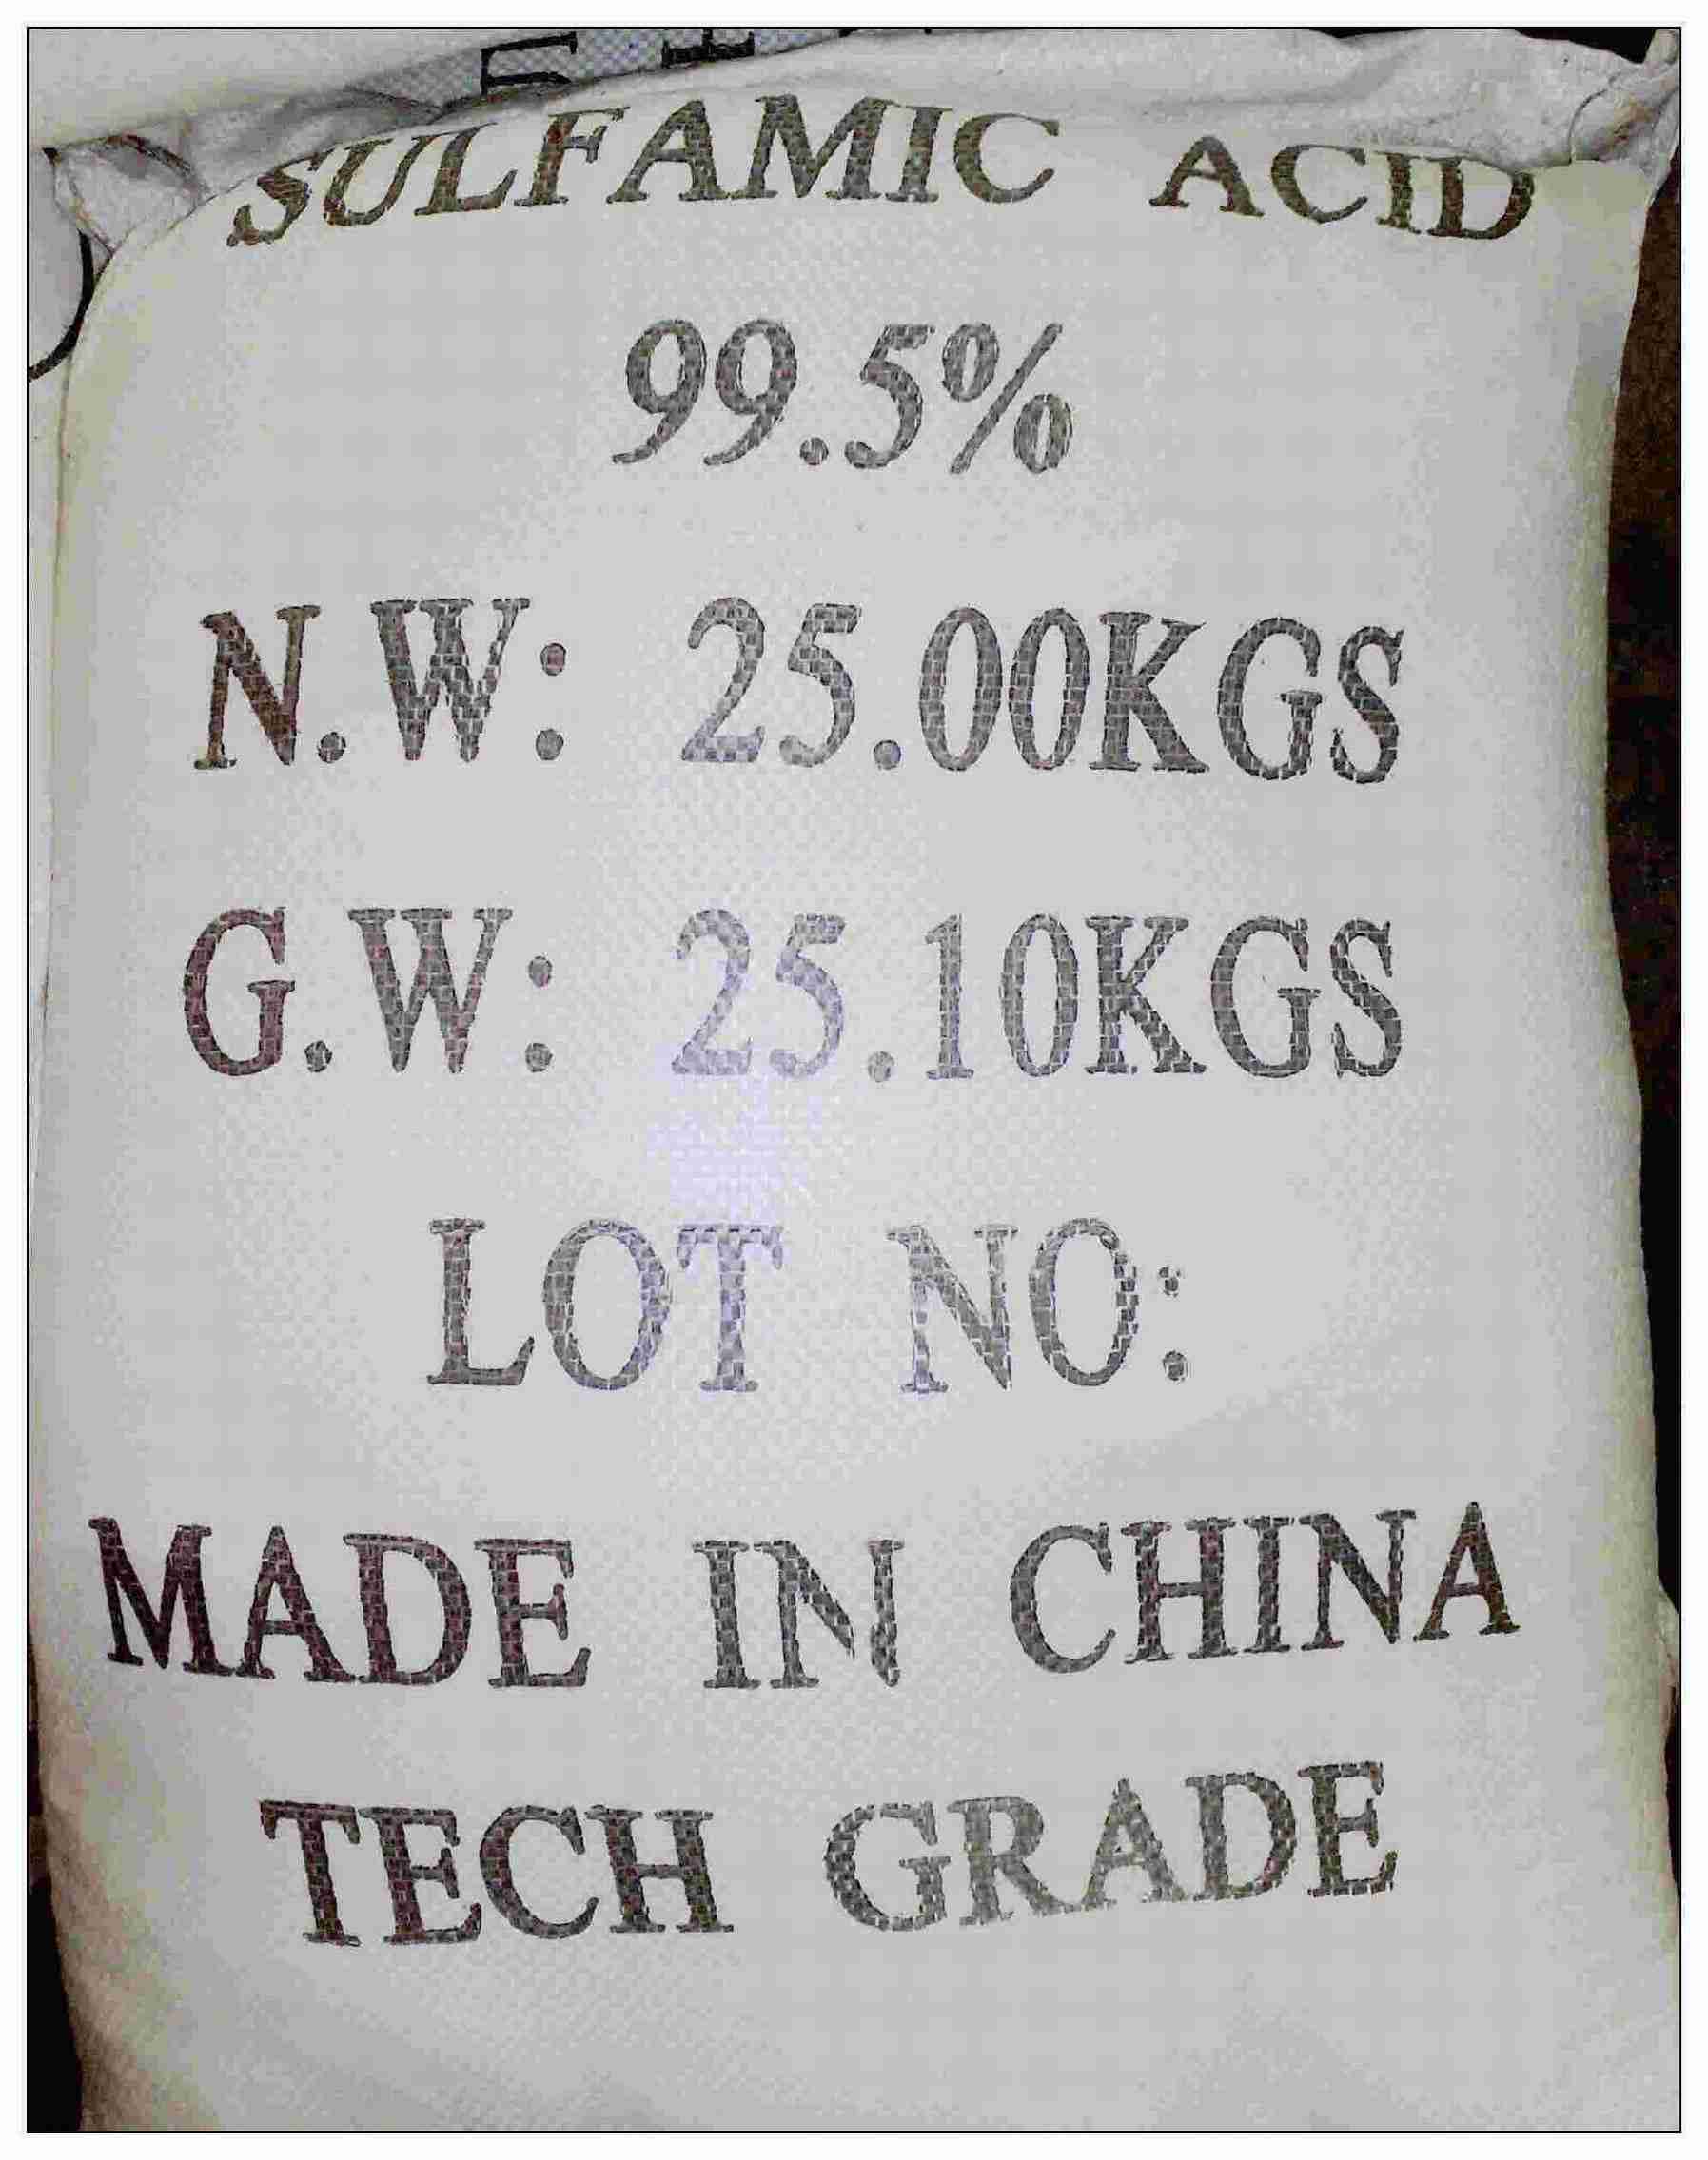 SULFAMIC ACID
99.5%
N.W: 25.00KGS
G.W: 25.10KGS
LOT NO:
MADE IN CHINA
TECH GRADE